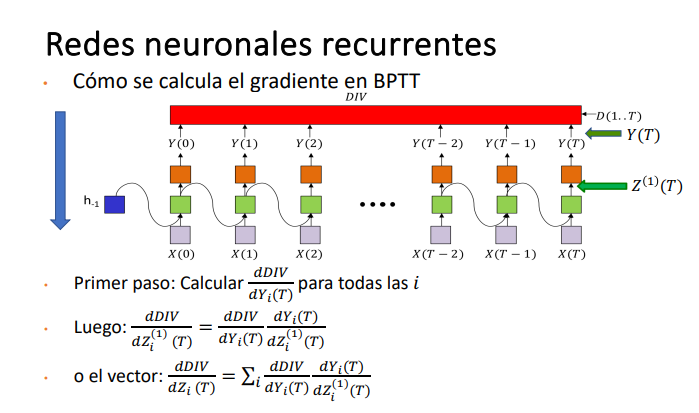 Redes neuronales recurrentes
• Cómo se calcula el gradiente en BPTT
DIV
D(1..T)
Y(T)
Y(0) Y(1) Y(2) Y(T − 2) Y(T − 1) Y(T)
Z^{(1)}(T)
h-1
••••
X(0) X(1) X(2) X(T − 2) X(T − 1) X(T)
• Primer paso: Calcular \frac{dDIV}{dY_i(T)} para todas las i
• Luego: \frac{dDIV}{dZ_i^{(1)}(T)} = \frac{dDIV}{dY_i(T)} \frac{dY_i(T)}{dZ_i^{(1)}(T)}
• o el vector: \frac{dDIV}{dZ_i(T)} = \sum_i \frac{dDIV}{dY_i(T)} \frac{dY_i(T)}{dZ_i^{(1)}(T)}